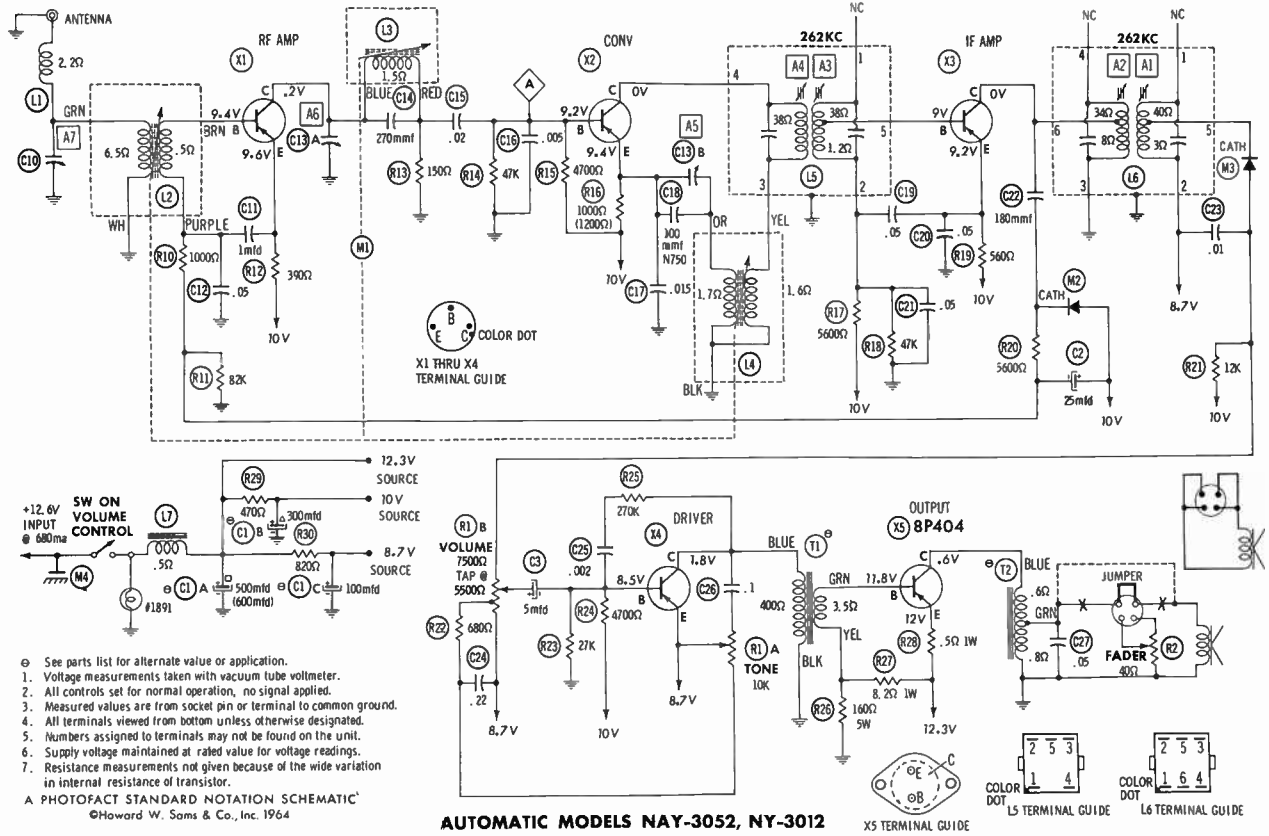 ANTENNA
RF AMP
X1
L3
1.5Ω
BLUE
C14
RED
C15
CONV
X2
262KC
A4
A3
NC
IF AMP
X3
262KC
NC
NC
A2
A1
2.2Ω
L1
GRN
A7
C10
9.4V
BRN
B
C
.2V
A6
C13 A
9.6V
E
6.5Ω
.5Ω
L2
WH
PURPLE
C11
1mfd
R10
1000Ω
C12
.05
R12
390Ω
10V
R11
82K
270mmf
R13
150Ω
.02
R14
47K
A
C16
.005
R15
4700Ω
9.2V
B
C
0V
9.4V
E
R16
1000Ω
(1200Ω)
10V
A5
C13 B
C18
100
mmf
N750
C17
.015
OR
YEL
1.7Ω
1.6Ω
L4
BLK
M1
4
38Ω
3
38Ω
1
5
1.2Ω
2
L5
C19
.05
C20
.05
R17
5600Ω
10V
R18
47K
C21
.05
9V
B
C
0V
9.2V
E
R19
560Ω
10V
C22
180mmf
M2
CATH
R20
5600Ω
C2
25mfd
10V
4
34Ω
6
8Ω
3
40Ω
1
5
3Ω
2
L6
CATH
M3
C23
.01
8.7V
R21
12K
10V
B
E
C
COLOR DOT
X1 THRU X4
TERMINAL GUIDE
12.3V
SOURCE
R29
470Ω
10V
SOURCE
C1 B
300mfd
R30
820Ω
8.7V
SOURCE
+12.6V
INPUT
@ 680ma
SW ON
VOLUME
CONTROL
L7
.5Ω
M4
#1891
⊖ C1 A
500mfd
(600mfd)
⊖ C1 C
100mfd
R1 B
VOLUME
7500Ω
TAP @
5500Ω
R22
680Ω
C24
.22
8.7V
C3
5mfd
C25
.002
R25
270K
R23
27K
R24
4700Ω
10V
DRIVER
X4
C
1.8V
8.5V
B
E
8.7V
C26
.1
R1 A
TONE
10K
BLUE
T1
400Ω
BLK
GRN
3.5Ω
YEL
R26
160Ω
5W
R27
8.2Ω 1W
OUTPUT
X5 8P404
C
.6V
11.8V
B
12V
E
R28
.5Ω 1W
12.3V
T2
BLUE
.6Ω
GRN
.8Ω
C27
.05
JUMPER
FADER
40Ω
R2
⊖ See parts list for alternate value or application.
1. Voltage measurements taken with vacuum tube voltmeter.
2. All controls set for normal operation, no signal applied.
3. Measured values are from socket pin or terminal to common ground.
4. All terminals viewed from bottom unless otherwise designated.
5. Numbers assigned to terminals may not be found on the unit.
6. Supply voltage maintained at rated value for voltage readings.
7. Resistance measurements not given because of the wide variation
in internal resistance of transistor.
A PHOTOFACT STANDARD NOTATION SCHEMATIC
©Howard W. Sams & Co., Inc. 1964
AUTOMATIC MODELS NAY-3052, NY-3012
E
B
C
X5 TERMINAL GUIDE
2 5 3
1 4
COLOR
DOT
L5 TERMINAL GUIDE
2 5 3
1 6 4
COLOR
DOT
L6 TERMINAL GUIDE